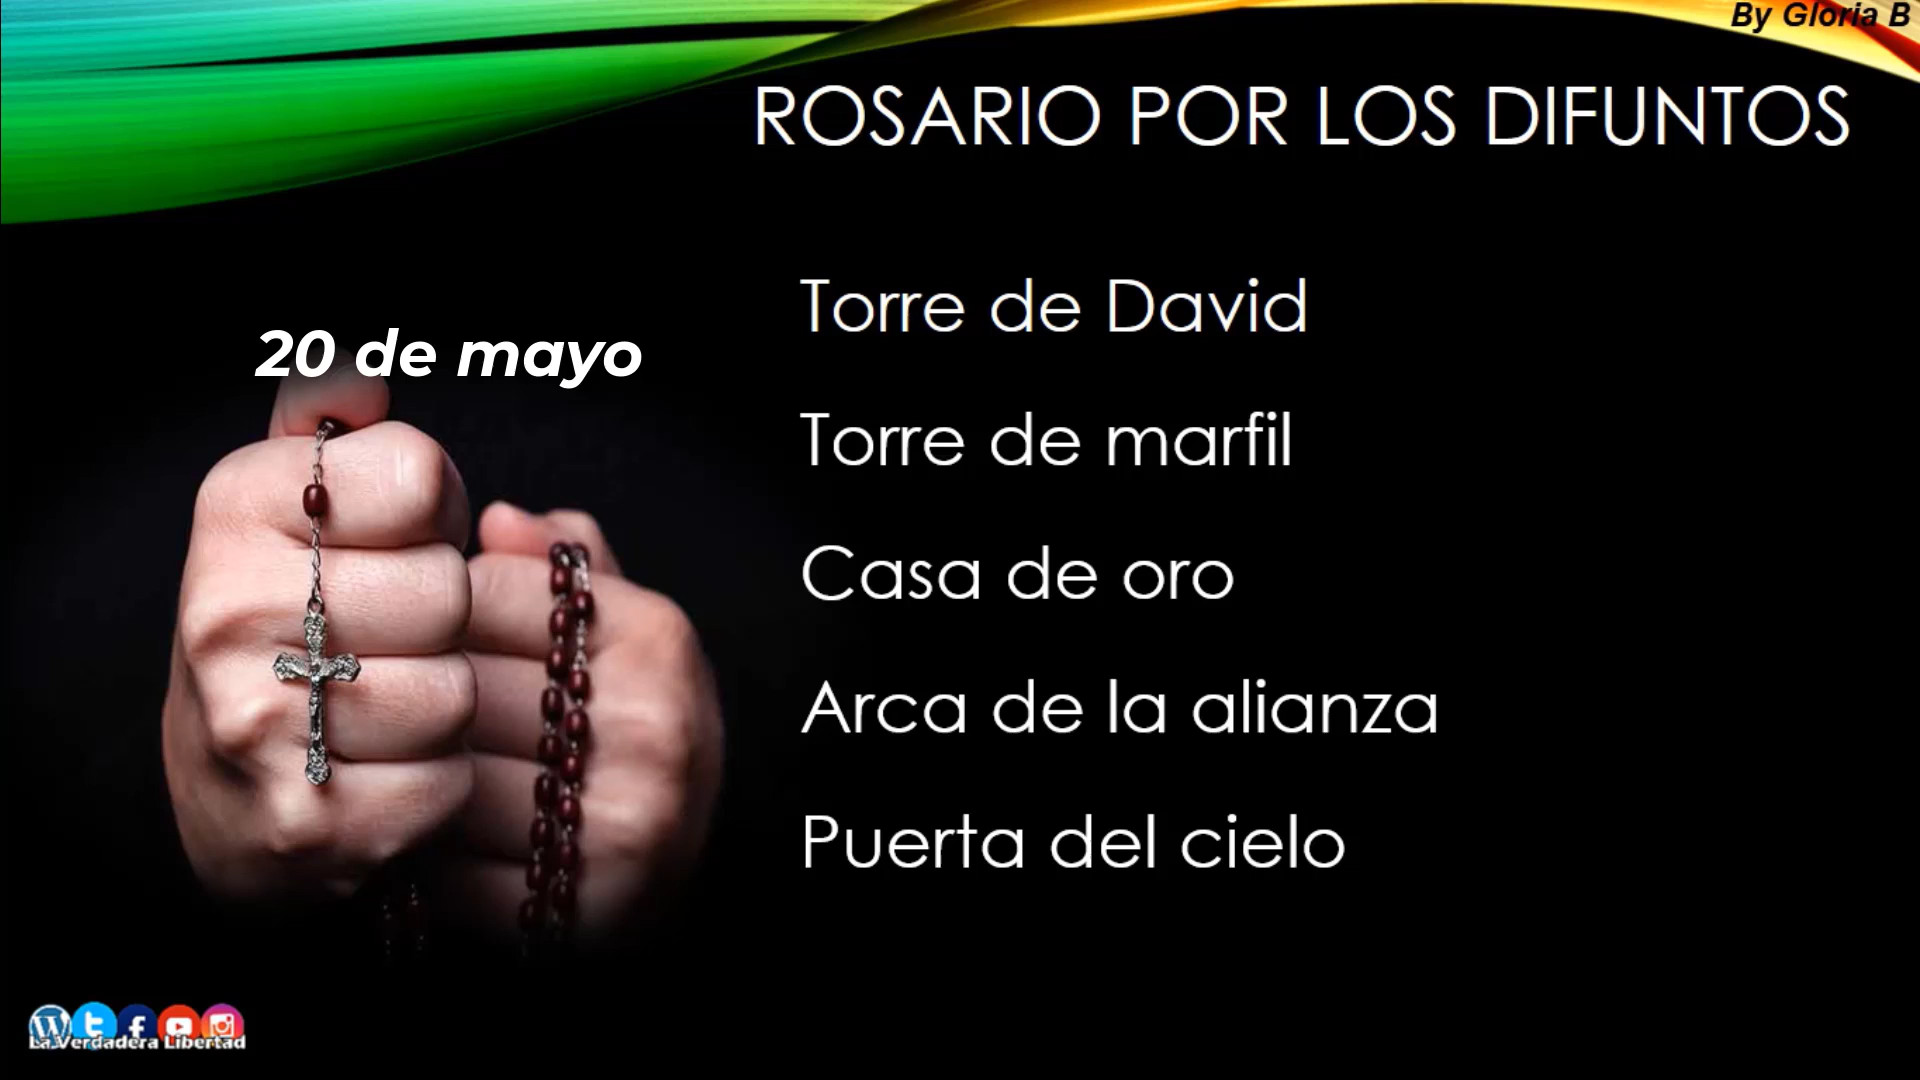 By Gloria B
ROSARIO POR LOS DIFUNTOS
20 de mayo
Torre de David
Torre de marfil
Casa de oro
Arca de la alianza
Puerta del cielo
La Verdadera Libertad